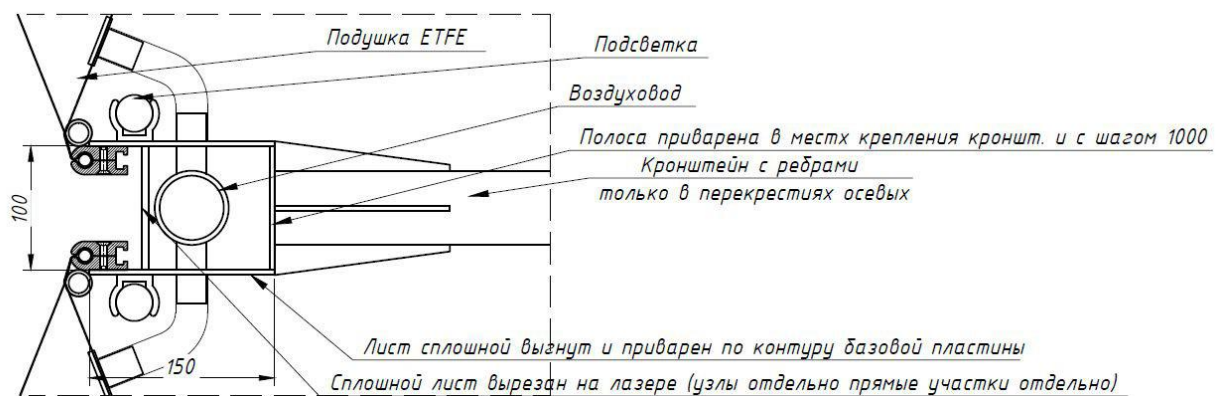 Подушка ETFE
Подсветка
Воздуховод
Полоса приварена в местх крепления кроншт. и с шагом 1000
Кронштейн с ребрами
только в перекрестиях осевых
100
Лист сплошной выгнут и приварен по контуру базовой пластины
150
Сплошной лист вырезан на лазере (узлы отдельно прямые участки отдельно)